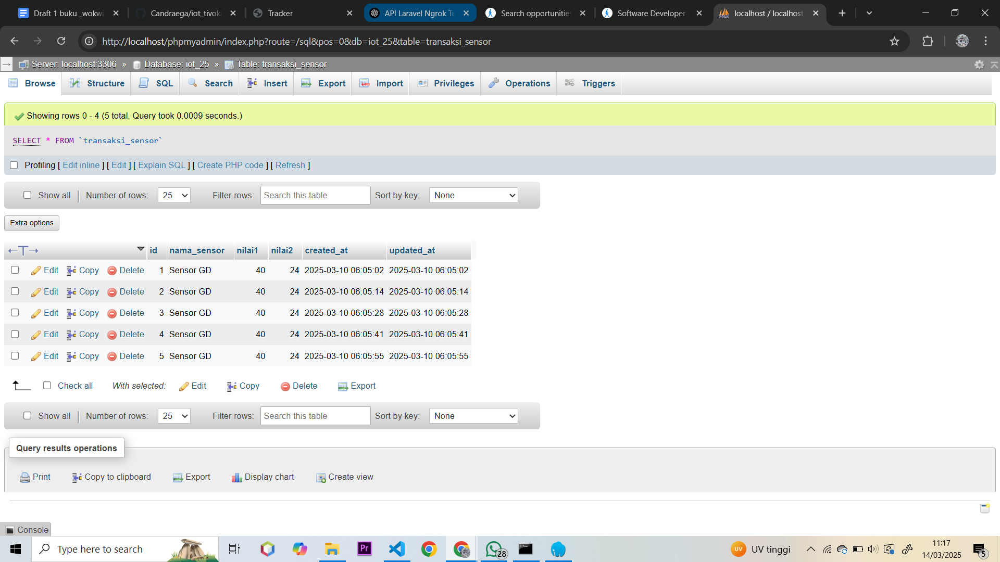 Draft 1 buku _wokwi
Candraega/iot_tivoka
Tracker
API Laravel Ngrok Te
Search opportunities
Software Developer
localhost / localhost
http://localhost/phpmyadmin/index.php?route=/sql&pos=0&db=iot_25&table=transaksi_sensor
Server: localhost:3306 » Database: iot_25 » Table: transaksi_sensor
Browse Structure SQL Search Insert Export Import Privileges Operations Triggers
Showing rows 0 - 4 (5 total, Query took 0.0009 seconds.)
SELECT * FROM `transaksi_sensor`
Profiling [ Edit inline ] [ Edit ] [ Explain SQL ] [ Create PHP code ] [ Refresh ]
Show all | Number of rows: 25 Filter rows: Search this table Sort by key: None
Extra options
←T→ id nama_sensor nilai1 nilai2 created_at updated_at
Edit Copy Delete 1 Sensor GD 40 24 2025-03-10 06:05:02 2025-03-10 06:05:02
Edit Copy Delete 2 Sensor GD 40 24 2025-03-10 06:05:14 2025-03-10 06:05:14
Edit Copy Delete 3 Sensor GD 40 24 2025-03-10 06:05:28 2025-03-10 06:05:28
Edit Copy Delete 4 Sensor GD 40 24 2025-03-10 06:05:41 2025-03-10 06:05:41
Edit Copy Delete 5 Sensor GD 40 24 2025-03-10 06:05:55 2025-03-10 06:05:55
Check all With selected: Edit Copy Delete Export
Show all | Number of rows: 25 Filter rows: Search this table Sort by key: None
Query results operations
Print Copy to clipboard Export Display chart Create view
Console
Type here to search
Pr
28
UV
UV tinggi
11:17
14/03/2025
5